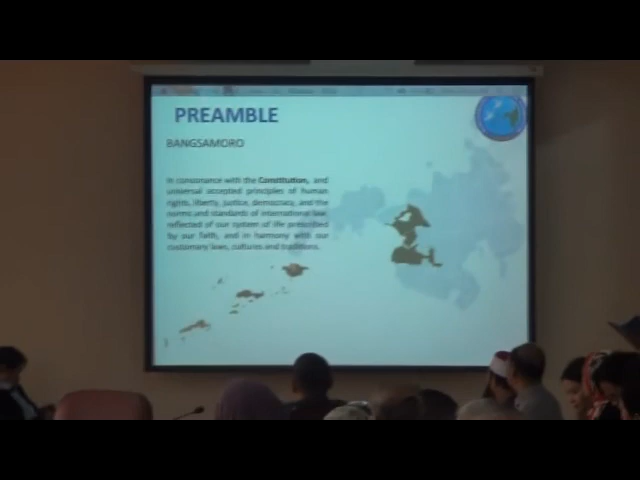 PREAMBLE
BANGSAMORO
In consonance with the Constitution, and
universal accepted principles of human
rights, liberty, justice, democracy, and the
norms and standards of international law,
reflected of our system of life prescribed
by our faith, and in harmony with our
customary laws, cultures and traditions.